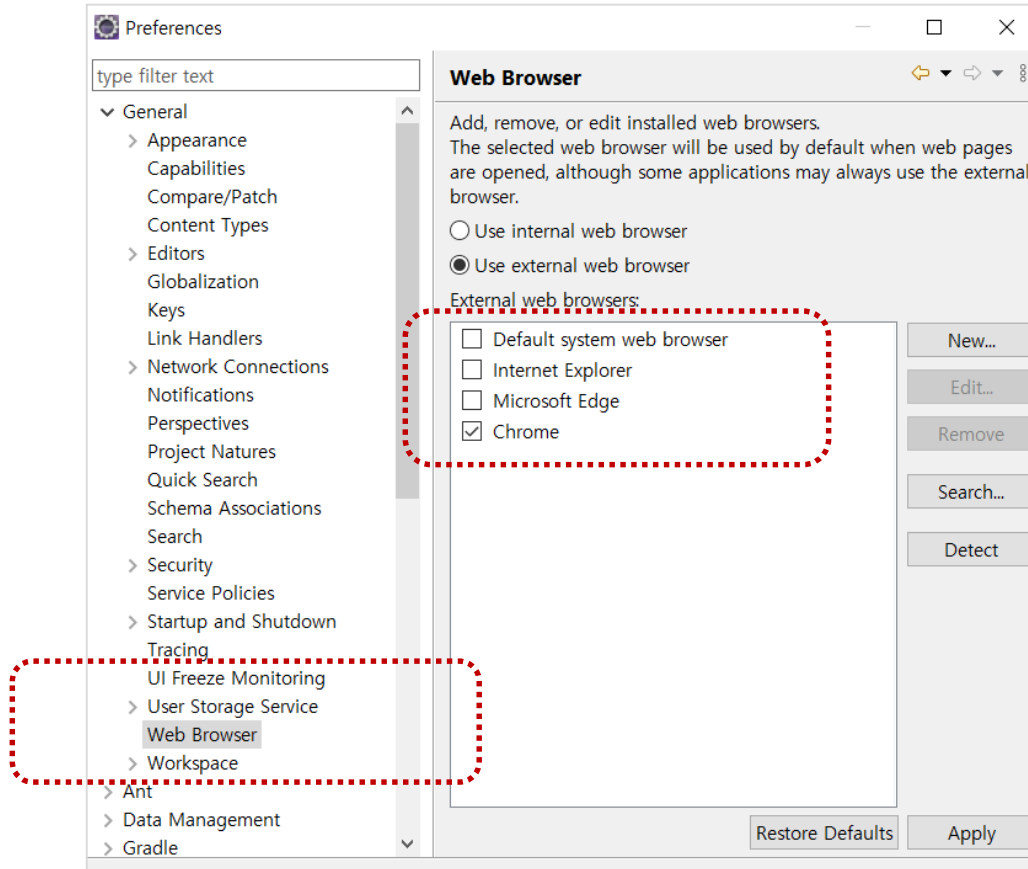 Preferences
type filter text
General
Appearance
Capabilities
Compare/Patch
Content Types
Editors
Globalization
Keys
Link Handlers
Network Connections
Notifications
Perspectives
Project Natures
Quick Search
Schema Associations
Search
Security
Service Policies
Startup and Shutdown
Tracing
UI Freeze Monitoring
User Storage Service
Web Browser
Workspace
Ant
Data Management
Gradle
Web Browser
Add, remove, or edit installed web browsers.
The selected web browser will be used by default when web pages
are opened, although some applications may always use the external
browser.
Use internal web browser
Use external web browser
External web browsers:
Default system web browser
Internet Explorer
Microsoft Edge
Chrome
New...
Edit...
Remove
Search...
Detect
Restore Defaults
Apply